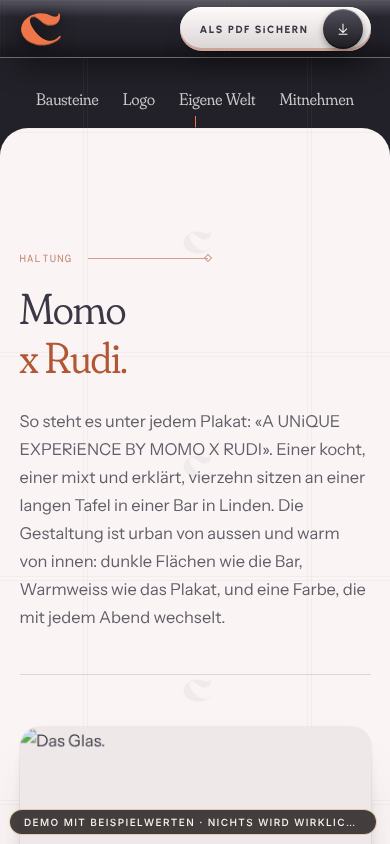 ALS PDF SiCHERN
Bausteine Logo Eigene Welt Mitnehmen
HALTUNG
Momo
x Rudi.
So steht es unter jedem Plakat: «A UNiQUE
EXPERiENCE BY MOMO X RUDI». Einer kocht,
einer mixt und erklärt, vierzehn sitzen an einer
langen Tafel in einer Bar in Linden. Die
Gestaltung ist urban von aussen und warm
von innen: dunkle Flächen wie die Bar,
Warmweiss wie das Plakat, und eine Farbe, die
mit jedem Abend wechselt.
Das Glas.
DEMO MIT BEISPIELWERTEN · NICHTS WIRD WIRKLIC…